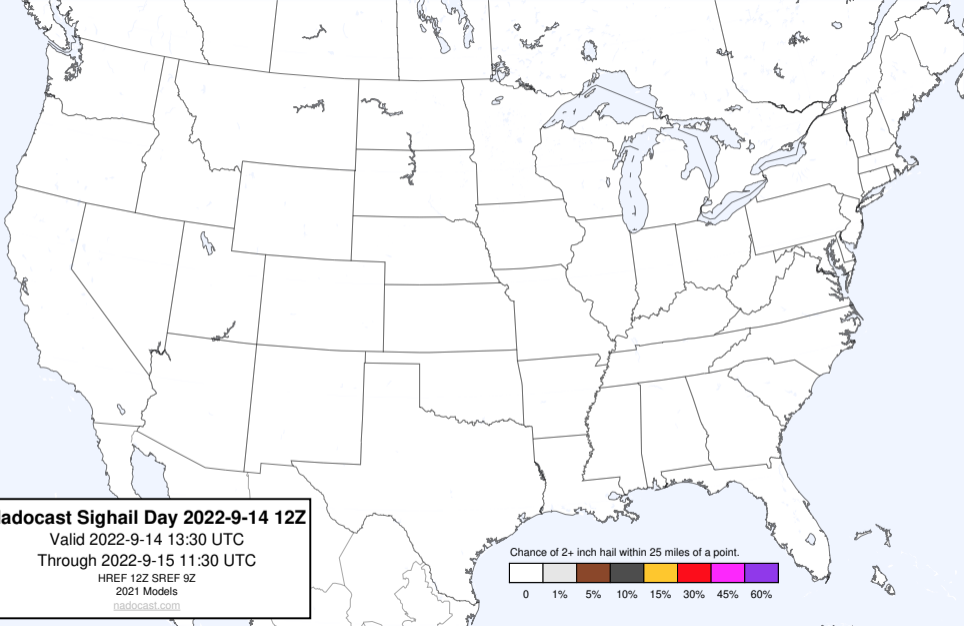 adocast Sighail Day 2022-9-14 12Z
Valid 2022-9-14 13:30 UTC
Through 2022-9-15 11:30 UTC
HREF 12Z SREF 9Z
2021 Models
nadocast.com
Chance of 2+ inch hail within 25 miles of a point.
0 1% 5% 10% 15% 30% 45% 60%